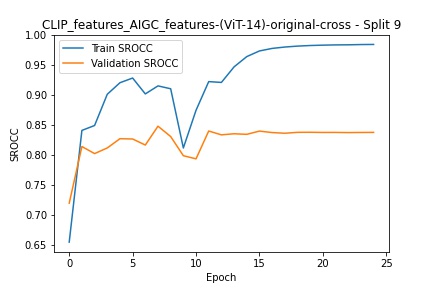 CLIP_features_AIGC_features-(ViT-14)-original-cross - Split 9
Train SROCC
Validation SROCC
SROCC
1.00
0.95
0.90
0.85
0.80
0.75
0.70
0.65
0
5
10
15
20
25
Epoch